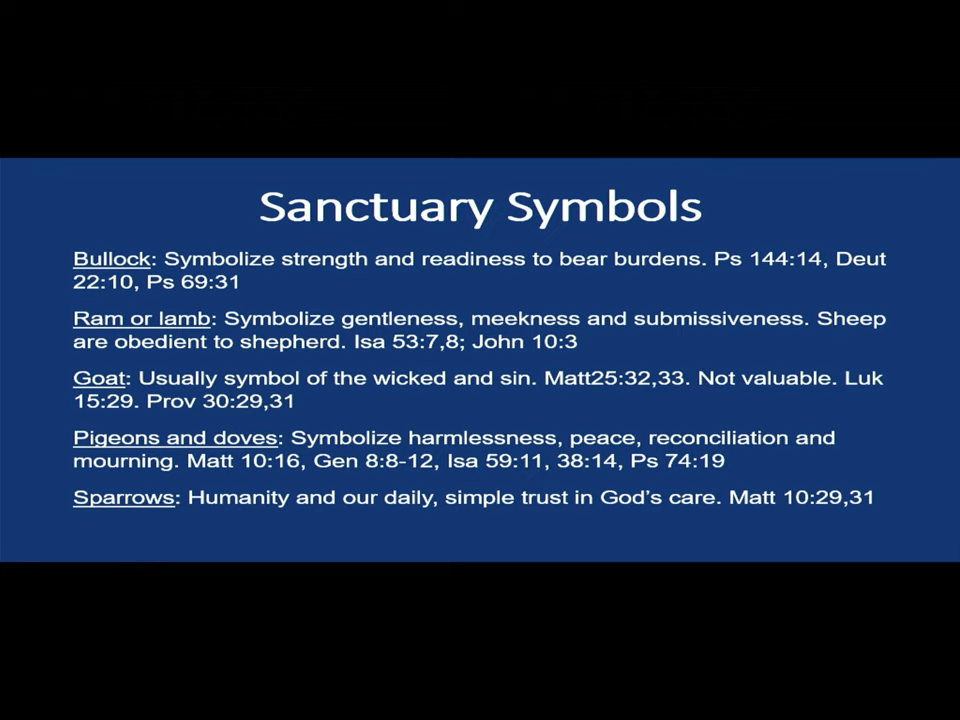 Sanctuary Symbols
Bullock: Symbolize strength and readiness to bear burdens. Ps 144:14, Deut
22:10, Ps 69:31
Ram or lamb: Symbolize gentleness, meekness and submissiveness. Sheep
are obedient to shepherd. Isa 53:7,8; John 10:3
Goat: Usually symbol of the wicked and sin. Matt25:32,33. Not valuable. Luk
15:29. Prov 30:29,31
Pigeons and doves: Symbolize harmlessness, peace, reconciliation and
mourning. Matt 10:16, Gen 8:8-12, Isa 59:11, 38:14, Ps 74:19
Sparrows: Humanity and our daily, simple trust in God's care. Matt 10:29,31